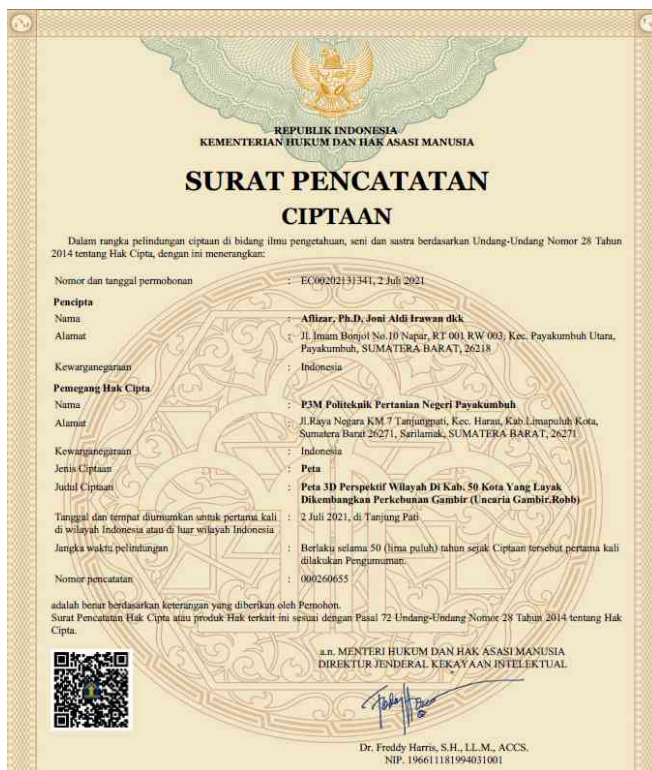 REPUBLIK INDONESIA
KEMENTERIAN HUKUM DAN HAK ASASI MANUSIA
SURAT PENCATATAN
CIPTAAN
Dalam rangka pelindungan ciptaan di bidang ilmu pengetahuan, seni dan sastra berdasarkan Undang-Undang Nomor 28 Tahun
2014 tentang Hak Cipta, dengan ini menerangkan:
Nomor dan tanggal permohonan : EC00202131341, 2 Juli 2021
Pencipta
Nama : Aflizar, Ph.D, Joni Aldi Irawan dkk
Alamat : Jl. Imam Bonjol No.10 Napar, RT 001 RW 003, Kec. Payakumbuh Utara,
Payakumbuh, SUMATERA BARAT, 26218
Kewarganegaraan : Indonesia
Pemegang Hak Cipta
Nama : P3M Politeknik Pertanian Negeri Payakumbuh
Alamat : Jl.Raya Negara KM 7 Tanjungpati, Kec. Harau, Kab.Limapuluh Kota,
Sumatera Barat 26271, Sarilamak, SUMATERA BARAT, 26271
Kewarganegaraan : Indonesia
Jenis Ciptaan : Peta
Judul Ciptaan : Peta 3D Perspektif Wilayah Di Kab. 50 Kota Yang Layak
Dikembangkan Perkebunan Gambir (Uncaria Gambir.Robb)
Tanggal dan tempat diumumkan untuk pertama kali : 2 Juli 2021, di Tanjung Pati
di wilayah Indonesia atau di luar wilayah Indonesia
Jangka waktu pelindungan : Berlaku selama 50 (lima puluh) tahun sejak Ciptaan tersebut pertama kali
dilakukan Pengumuman.
Nomor pencatatan : 000260655
adalah benar berdasarkan keterangan yang diberikan oleh Pemohon.
Surat Pencatatan Hak Cipta atau produk Hak terkait ini sesuai dengan Pasal 72 Undang-Undang Nomor 28 Tahun 2014 tentang Hak
Cipta.
a.n. MENTERI HUKUM DAN HAK ASASI MANUSIA
DIREKTUR JENDERAL KEKAYAAN INTELEKTUAL
Dr. Freddy Harris, S.H., LL.M., ACCS.
NIP. 196611181994031001